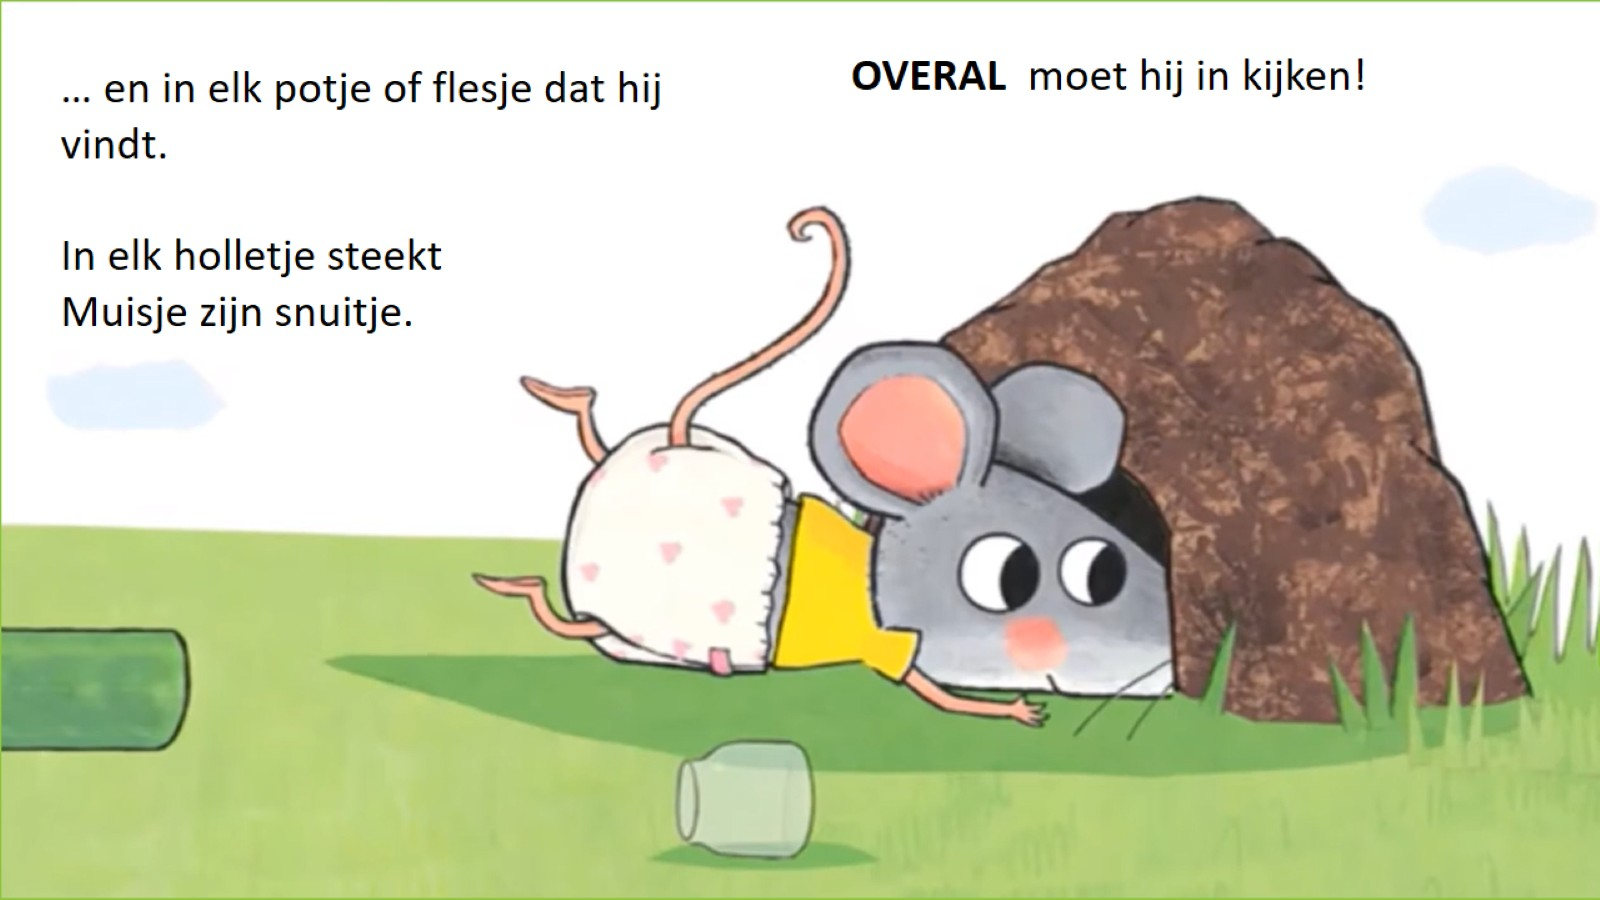 ... en in elk potje of flesje dat hij
vindt.
In elk holletje steekt
Muisje zijn snuitje.
OVERAL moet hij in kijken!